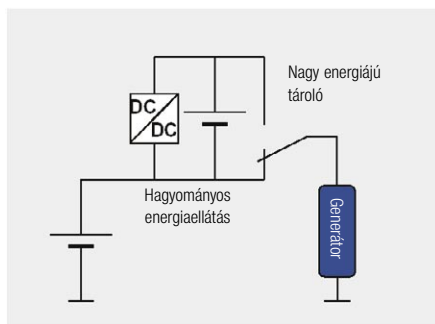 Nagy energiájú
tároló
DC
DC
Hagyományos
energiaellátás
Generátor